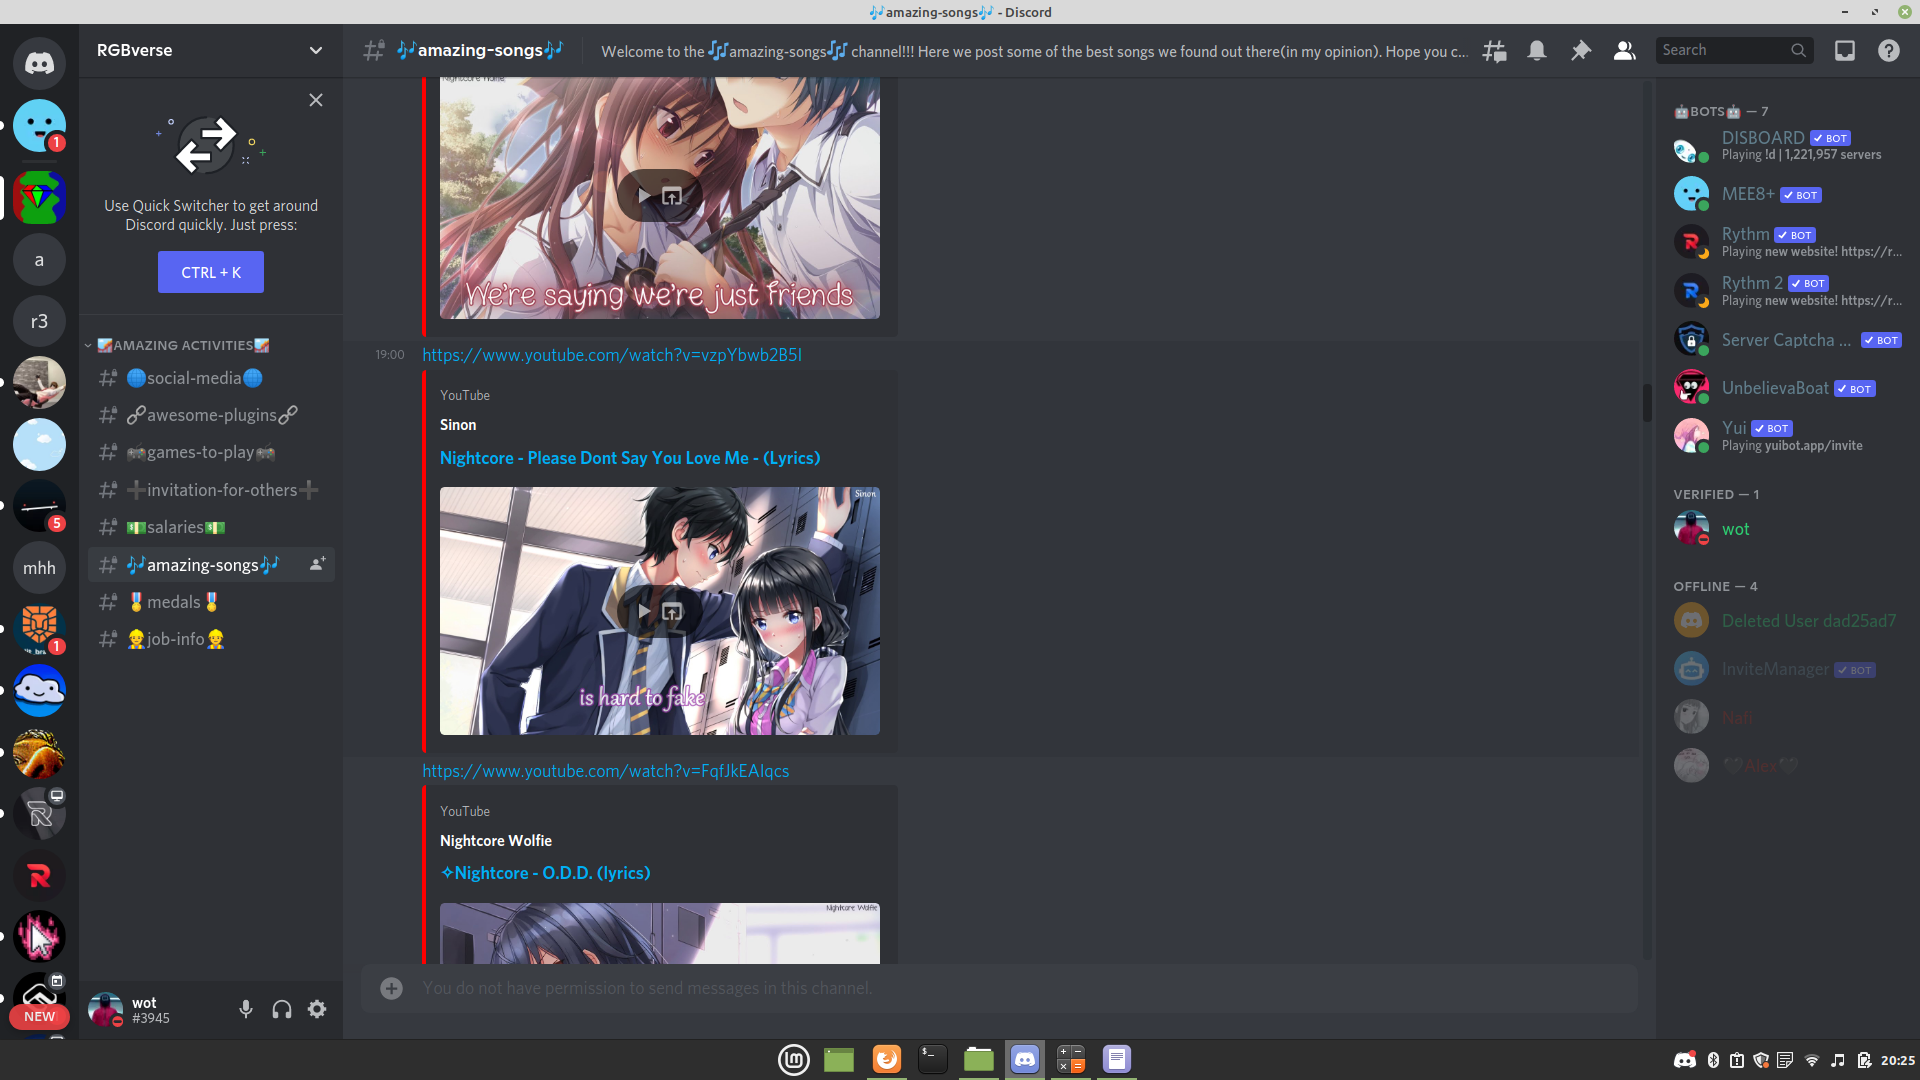 🎶amazing-songs🎶 - Discord
RGBverse
🎶amazing-songs🎶
Welcome to the 🎶amazing-songs🎶 channel!!! Here we post some of the best songs we found out there(in my opinion). Hope you c...
Search
1
Use Quick Switcher to get around
Discord quickly. Just press:
CTRL + K
a
r3
5
mhh
1
NEW
AMAZING ACTIVITIES
🌐social-media🌐
🔗awesome-plugins🔗
🎮games-to-play🎮
➕invitation-for-others➕
💵salaries💵
🎶amazing-songs🎶
🎖️medals🎖️
👷job-info👷
wot
#3945
Nightcore Wolfie
We're saying we're just friends
19:00
https://www.youtube.com/watch?v=vzpYbwb2B5I
YouTube
Sinon
Nightcore - Please Dont Say You Love Me - (Lyrics)
Sinon
is hard to fake
https://www.youtube.com/watch?v=FqfJkEAIqcs
YouTube
Nightcore Wolfie
✧Nightcore - O.D.D. (lyrics)
Nightcore Wolfie
You do not have permission to send messages in this channel.
🤖BOTS🤖 — 7
DISBOARD ✓ BOT
Playing !d | 1,221,957 servers
MEE8+ ✓ BOT
Rythm ✓ BOT
Playing new website! https://r...
Rythm 2 ✓ BOT
Playing new website! https://r...
Server Captcha ... ✓ BOT
UnbelievaBoat ✓ BOT
Yui ✓ BOT
Playing yuibot.app/invite
VERIFIED — 1
wot
OFFLINE — 4
Deleted User dad25ad7
InviteManager ✓ BOT
Nafi
🖤Alex🖤
20:25